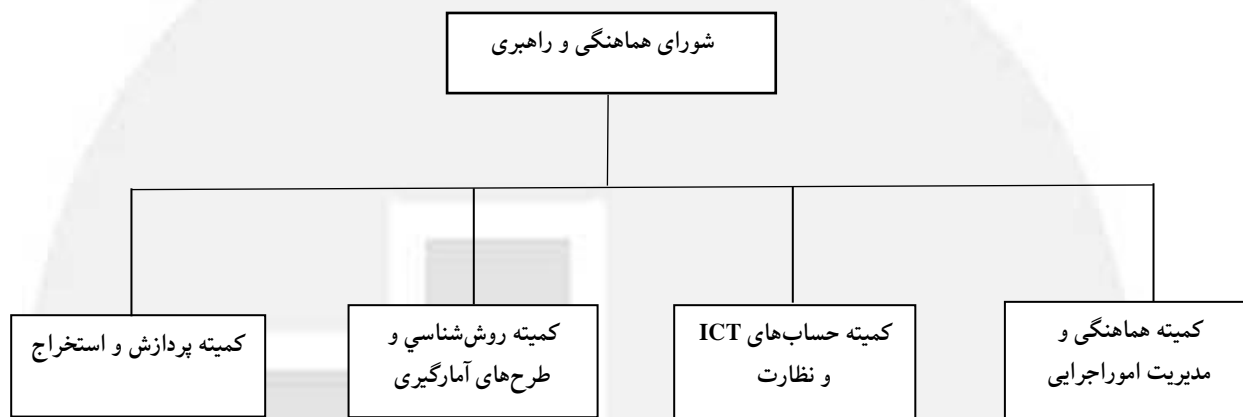 شورای هماهنگی و راهبری
کمیته هماهنگی و
مدیریت اموراجرایی
کمیته حساب‌های ICT
و نظارت
کمیته روش‌شناسي و
طرح‌های آمارگیری
کمیته پردازش و استخراج